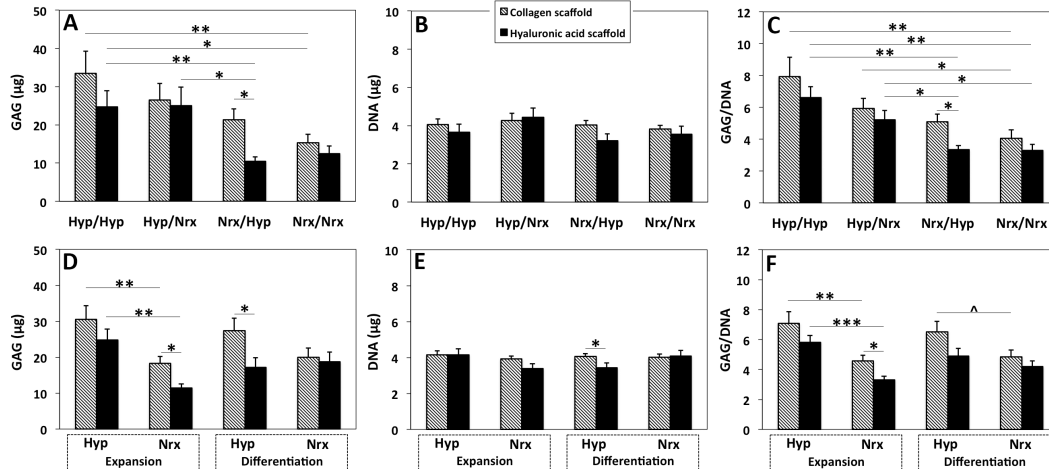 A
GAG (µg)
50
40
30
20
10
0
**
*
**
*
*
Hyp/Hyp
Hyp/Nrx
Nrx/Hyp
Nrx/Nrx
B
Collagen scaffold
Hyaluronic acid scaffold
DNA (µg)
10
8
6
4
2
0
Hyp/Hyp
Hyp/Nrx
Nrx/Hyp
Nrx/Nrx
C
GAG/DNA
12
10
8
6
4
2
0
**
**
**
*
*
*
*
Hyp/Hyp
Hyp/Nrx
Nrx/Hyp
Nrx/Nrx
D
GAG (µg)
50
40
30
20
10
0
**
**
*
*
Hyp
Nrx
Hyp
Nrx
Expansion
Differentiation
E
DNA (µg)
10
8
6
4
2
0
*
Hyp
Nrx
Hyp
Nrx
Expansion
Differentiation
F
GAG/DNA
12
10
8
6
4
2
0
**
***
*
^
Hyp
Nrx
Hyp
Nrx
Expansion
Differentiation